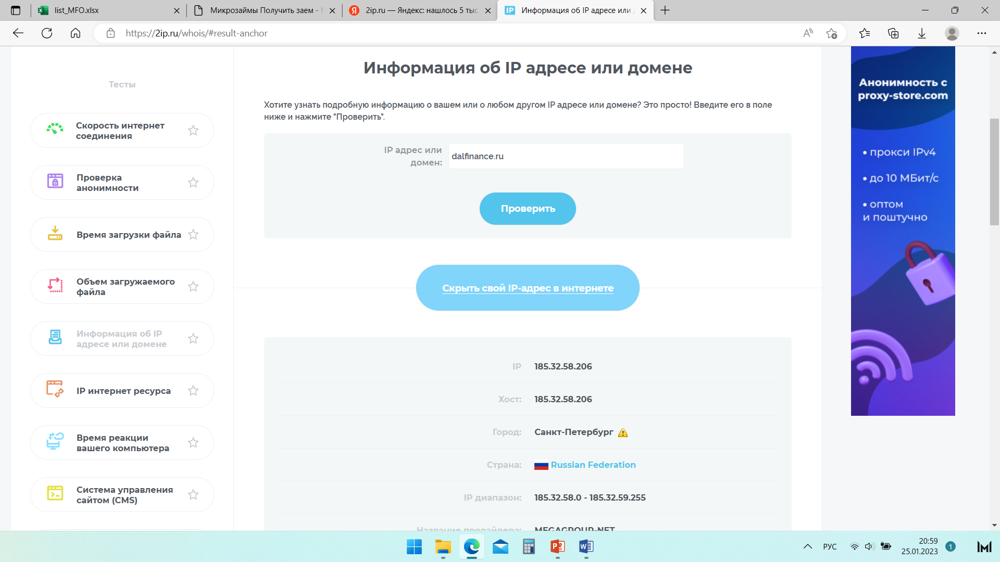 list_MFO.xlsx
Микрозаймы Получить заем -
2ip.ru — Яндекс: нашлось 5 тыс
Информация об IP адресе или
https://2ip.ru/whois/#result-anchor
Тесты
Скорость интернет
соединения
Проверка
анонимности
Время загрузки файла
Объем загружаемого
файла
Информация об IP
адресе или домене
IP интернет ресурса
Время реакции
вашего компьютера
Система управления
сайтом (CMS)
Информация об IP адресе или домене
Хотите узнать подробную информацию о вашем или о любом другом IP адресе или домене? Это просто! Введите его в поле
ниже и нажмите "Проверить".
IP адрес или
домен:
dalfinance.ru
Проверить
Скрыть свой IP-адрес в интернете
IP 185.32.58.206
Хост: 185.32.58.206
Город: Санкт-Петербург
Страна: Russian Federation
IP диапазон: 185.32.58.0 - 185.32.59.255
Название провайдера: MEGAGROUP-NET
Анонимность с
proxy-store.com
• прокси IPv4
• до 10 МБит/с
• оптом
и поштучно
РУС
20:59
25.01.2023
1